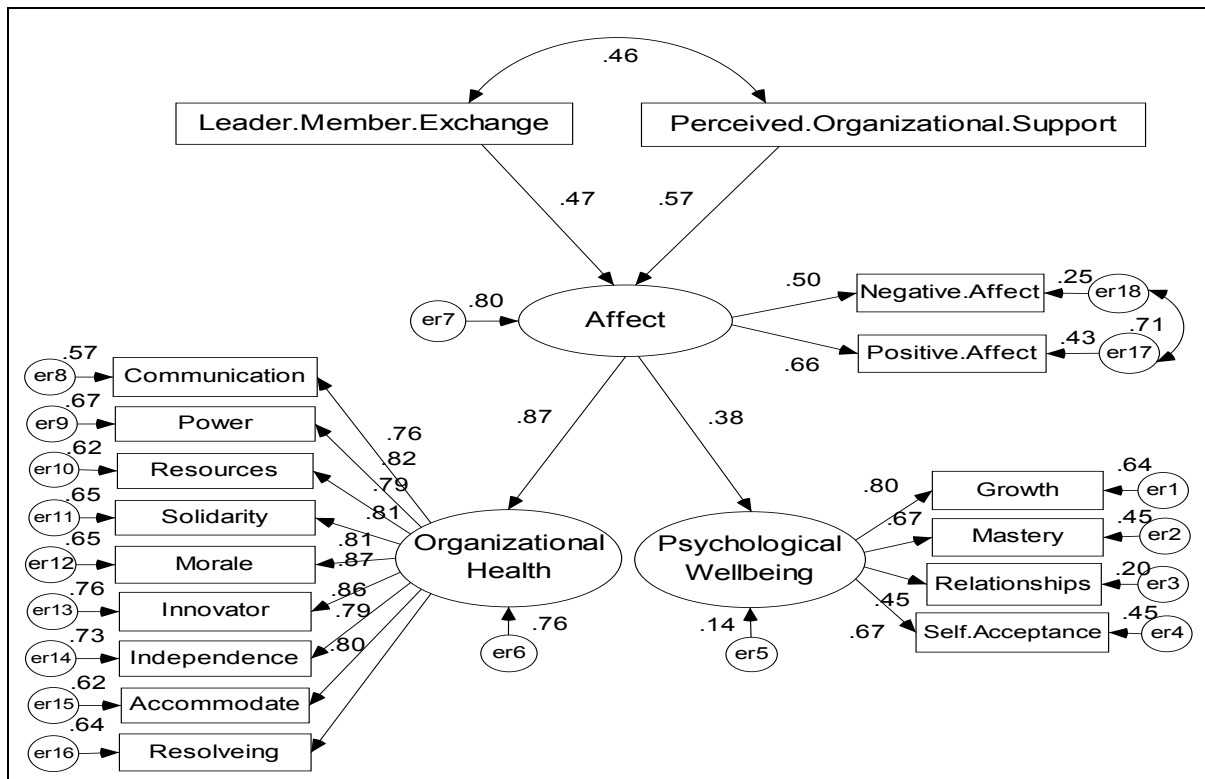 .46
Leader.Member.Exchange
Perceived.Organizational.Support
.47
.57
Affect
er7
.80
.50
.66
Negative.Affect
.25
er18
Positive.Affect
.43
er17
.71
.87
.38
er8
.57
Communication
er9
.67
Power
er10
.62
Resources
er11
.65
Solidarity
er12
.65
Morale
er13
.76
Innovator
er14
.73
Independence
er15
.62
Accommodate
er16
.64
Resolveing
.76
.82
.79
.81
.81
.87
.86
.79
.80
Organizational
Health
.76
er6
Psychological
Wellbeing
.14
er5
.80
.67
.45
.67
Growth
.64
er1
Mastery
.45
er2
Relationships
.20
er3
Self.Acceptance
.45
er4